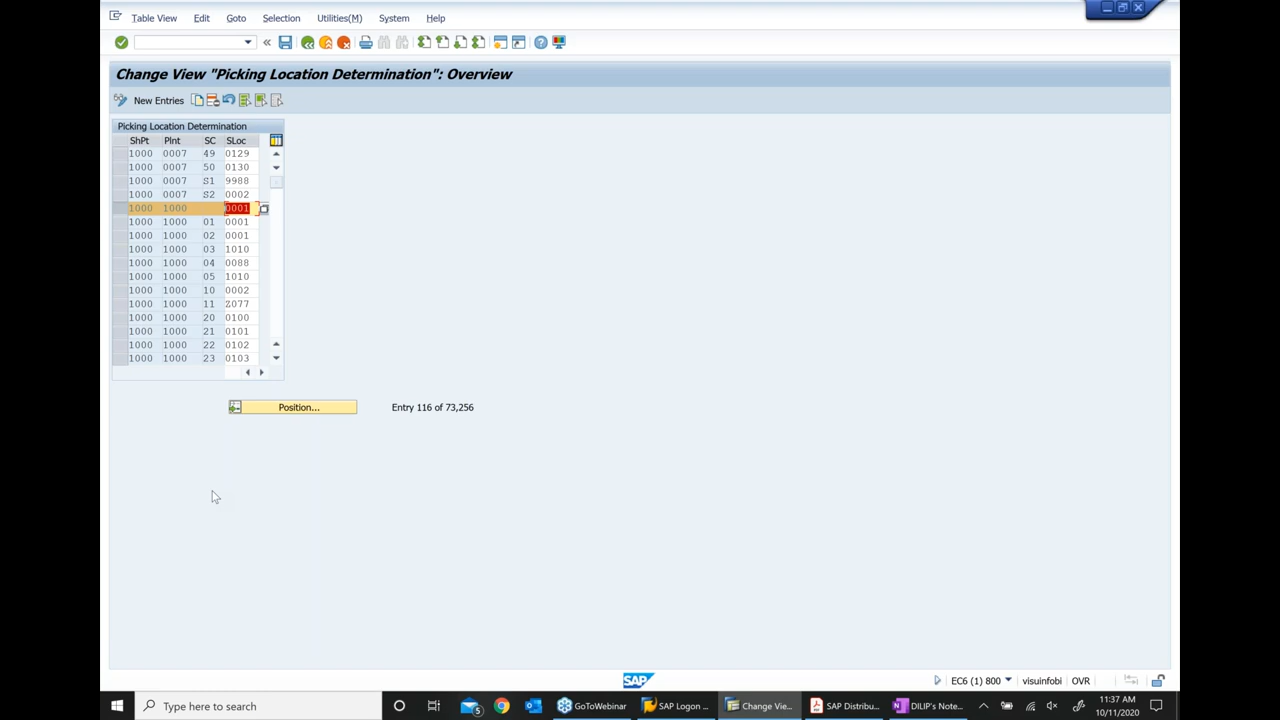 Table View Edit Goto Selection Utilities(M) System Help
Change View "Picking Location Determination": Overview
New Entries
Picking Location Determination
ShPt Plnt SC SLoc
1000 0007 49 0129
1000 0007 50 0130
1000 0007 S1 9988
1000 0007 S2 0002
1000 1000 0001
1000 1000 01 0001
1000 1000 02 0001
1000 1000 03 1010
1000 1000 04 0088
1000 1000 05 1010
1000 1000 10 0002
1000 1000 11 Z077
1000 1000 20 0100
1000 1000 21 0101
1000 1000 22 0102
1000 1000 23 0103
Position... Entry 116 of 73,256
SAP EC6 (1) 800 visuinfobi OVR
Type here to search 5 GoToWebinar SAP Logon ... Change Vie... SAP Distribu... DILIP's Note... 11:37 AM
10/11/2020